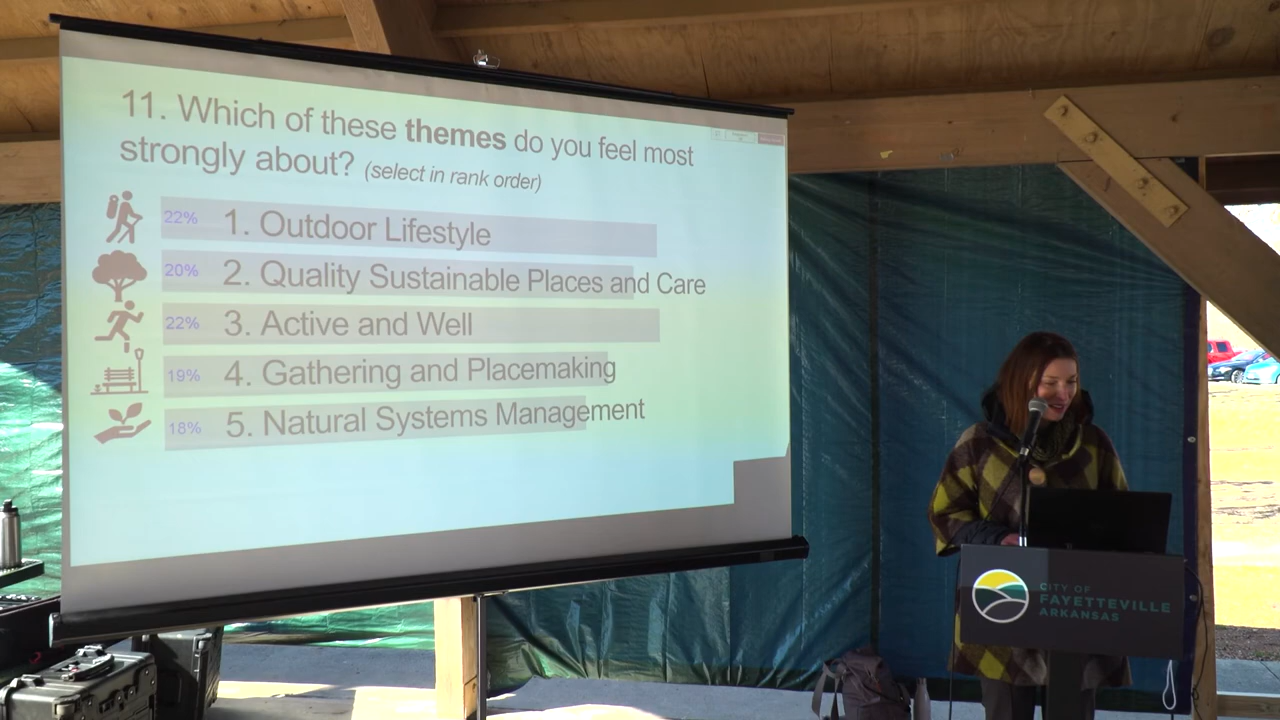 11. Which of these themes do you feel most
strongly about? (select in rank order)
22% 1. Outdoor Lifestyle
20% 2. Quality Sustainable Places and Care
22% 3. Active and Well
19% 4. Gathering and Placemaking
18% 5. Natural Systems Management
CITY OF
FAYETTEVILLE
ARKANSAS